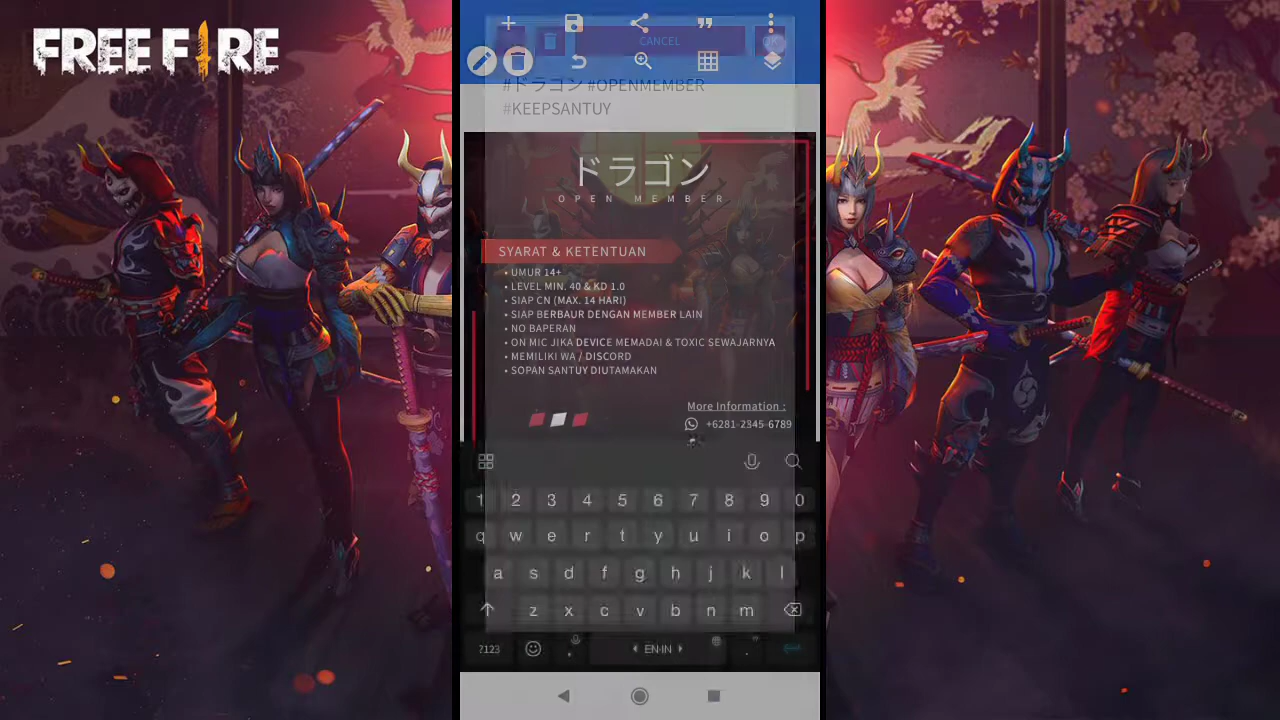 FREE FIRE
CANCEL
OK
#ドラゴン #OPENMEMBER
#KEEPSANTUY
ドラゴン
OPEN MEMBER
SYARAT & KETENTUAN
• UMUR 14+
• LEVEL MIN. 40 & KD 1.0
• SIAP CN (MAX. 14 HARI)
• SIAP BERBAUR DENGAN MEMBER LAIN
• NO BAPERAN
• ON MIC JIKA DEVICE MEMADAI & TOXIC SEWAJARNYA
• MEMILIKI WA / DISCORD
• SOPAN SANTUY DIUTAMAKAN
More Information :
+6281-2345-6789
1 2 3 4 5 6 7 8 9 0
q w e r t y u i o p
a s d f g h j k l
z x c v b n m
?123 , EN·IN .